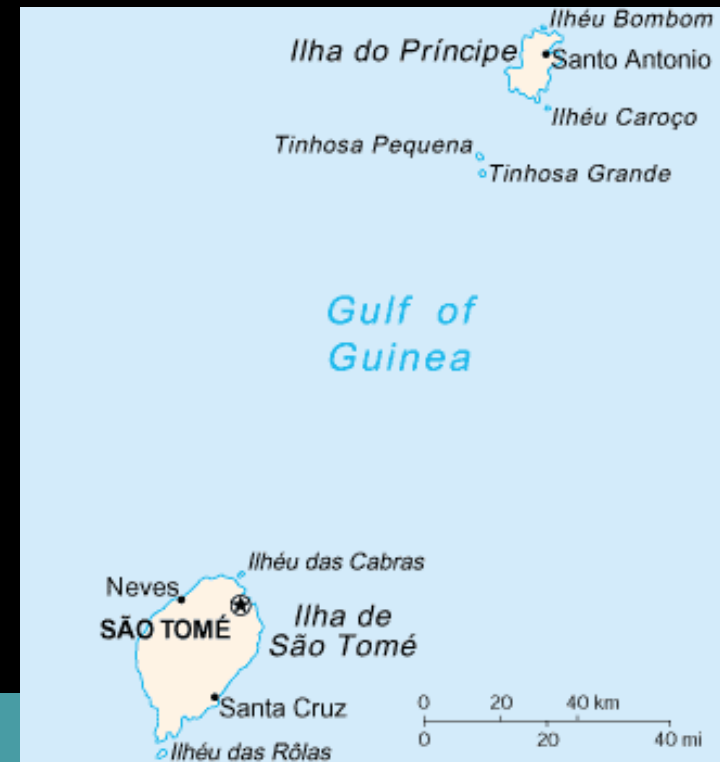 Ilhéu Bombom
Ilha do Príncipe
Santo Antonio
Ilhéu Caroço
Tinhosa Pequena
Tinhosa Grande
Gulf of
Guinea
Ilhéu das Cabras
Neves
SÃO TOMÉ
Ilha de
São Tomé
Santa Cruz
Ilhéu das Rôlas
0 20 40 km
0 20 40 mi